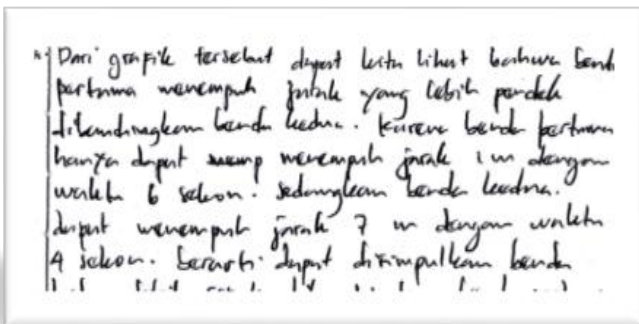 Dari grafik tersebut dapat kita lihat bahwa benda
pertama menempuh jarak yang lebih pendek
dibandingkan benda kedua. Karena benda pertama
hanya dapat menempuh jarak 1 m dengan
waktu 6 sekon. Sedangkan benda kedua.
dapat menempuh jarak 7 m dengan waktu
4 sekon. berarti dapat disimpulkan benda